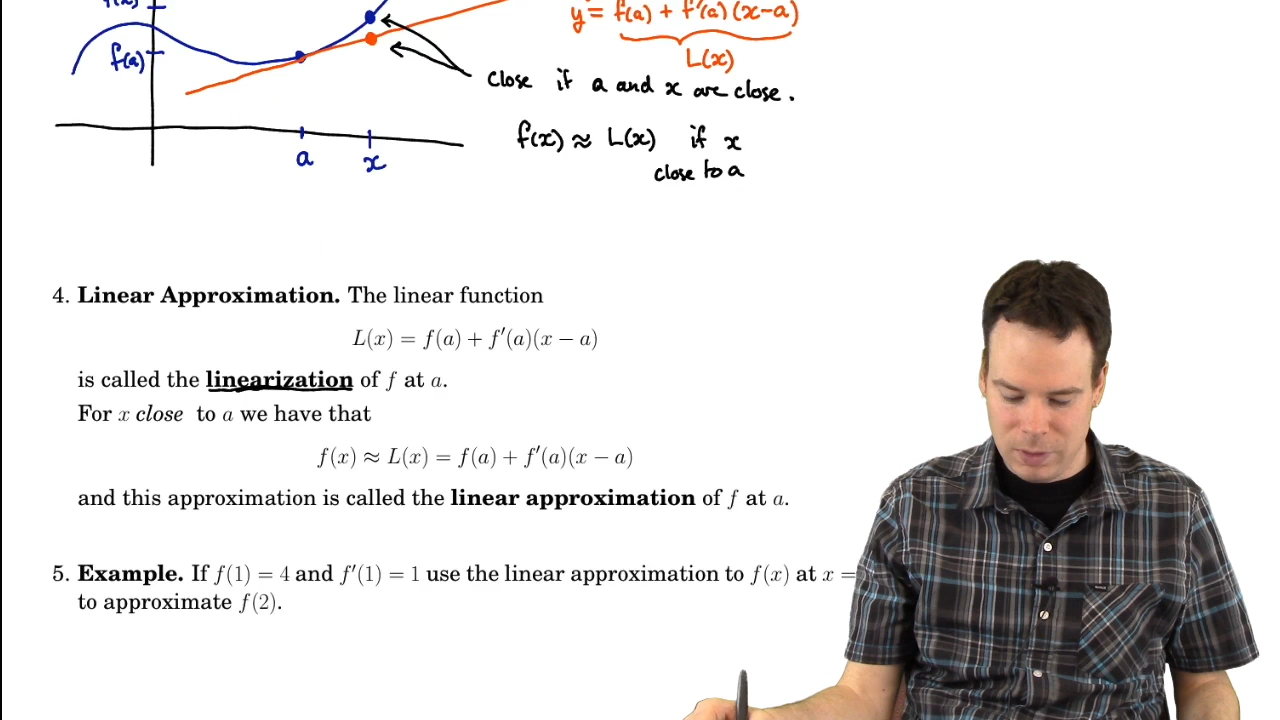 y = f(a) + f'(a) (x-a)
f(a)
L(x)
close if a and x are close.
f(x) ≈ L(x) if x
close to a
a
x
4. Linear Approximation. The linear function
L(x) = f(a) + f′(a)(x − a)
is called the linearization of f at a.
For x close to a we have that
f(x) ≈ L(x) = f(a) + f′(a)(x − a)
and this approximation is called the linear approximation of f at a.
5. Example. If f(1) = 4 and f′(1) = 1 use the linear approximation to f(x) at x =
to approximate f(2).